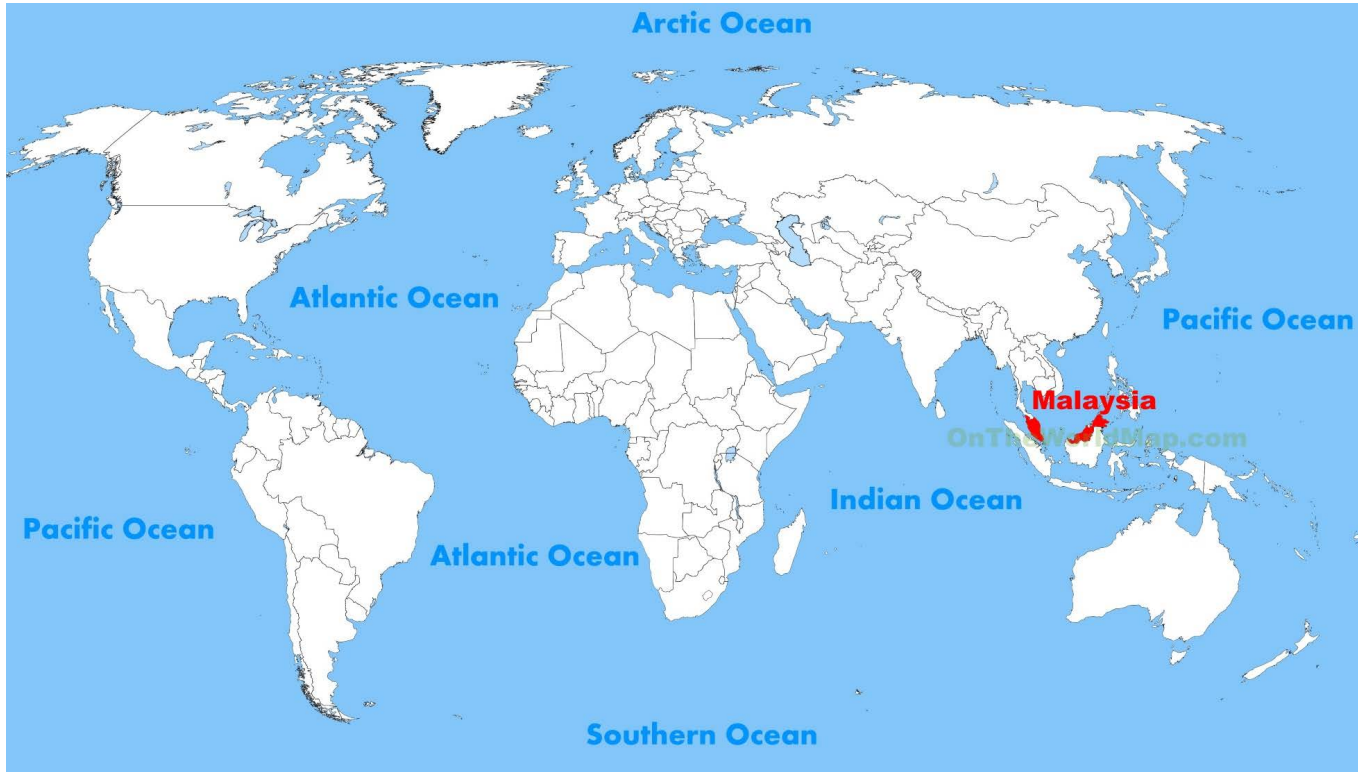 Arctic Ocean
Atlantic Ocean
Pacific Ocean
Malaysia
OnTheWorldMap.com
Indian Ocean
Pacific Ocean
Atlantic Ocean
Southern Ocean